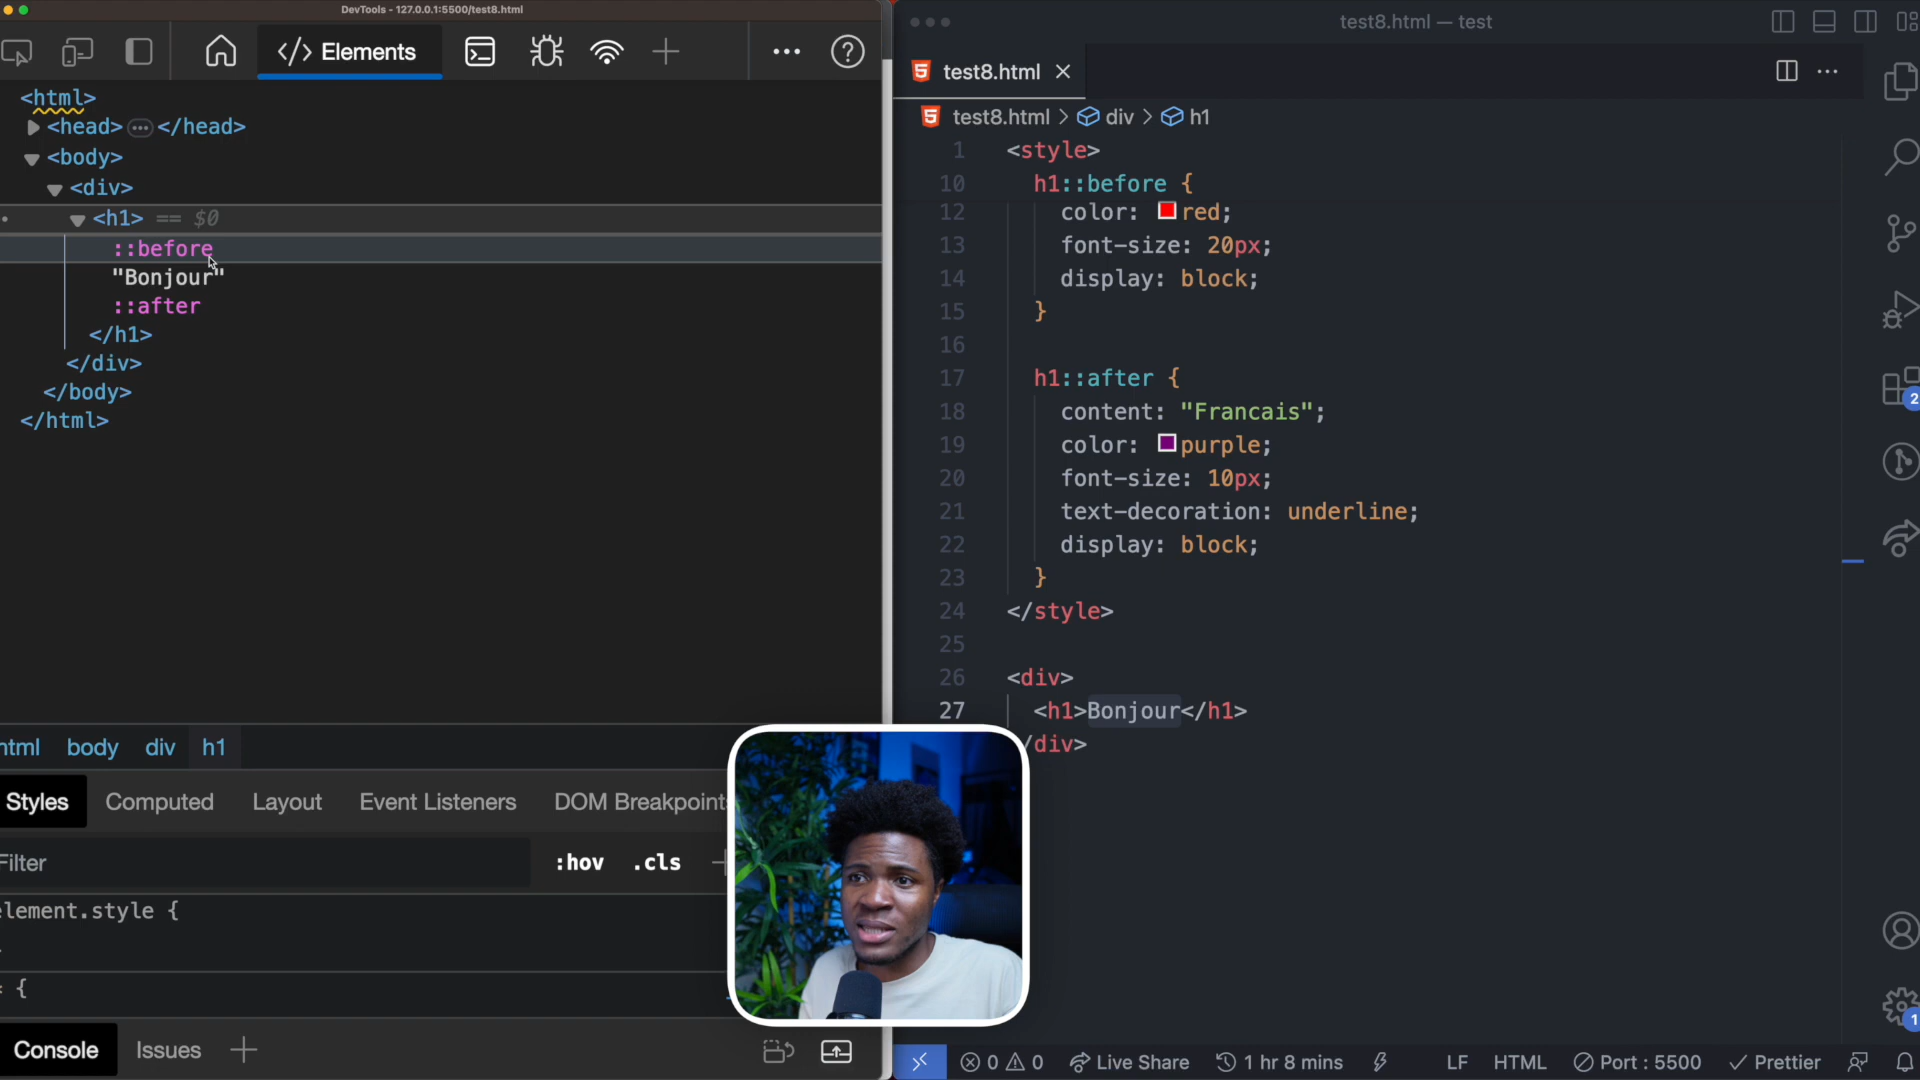 DevTools - 127.0.0.1:5500/test8.html
</> Elements
<html>
<head> ··· </head>
<body>
<div>
<h1> == $0
::before
"Bonjour"
::after
</h1>
</div>
</body>
</html>
html body div h1
Styles Computed Layout Event Listeners DOM Breakpoints
Filter :hov .cls
element.style {
* {
Console Issues
test8.html — test
test8.html
test8.html > div > h1
1 <style>
10 h1::before {
12 color: red;
13 font-size: 20px;
14 display: block;
15 }
16
17 h1::after {
18 content: "Francais";
19 color: purple;
20 font-size: 10px;
21 text-decoration: underline;
22 display: block;
23 }
24 </style>
25
26 <div>
27 <h1>Bonjour</h1>
/div>
2
1
0 0 Live Share 1 hr 8 mins LF HTML Port : 5500 Prettier